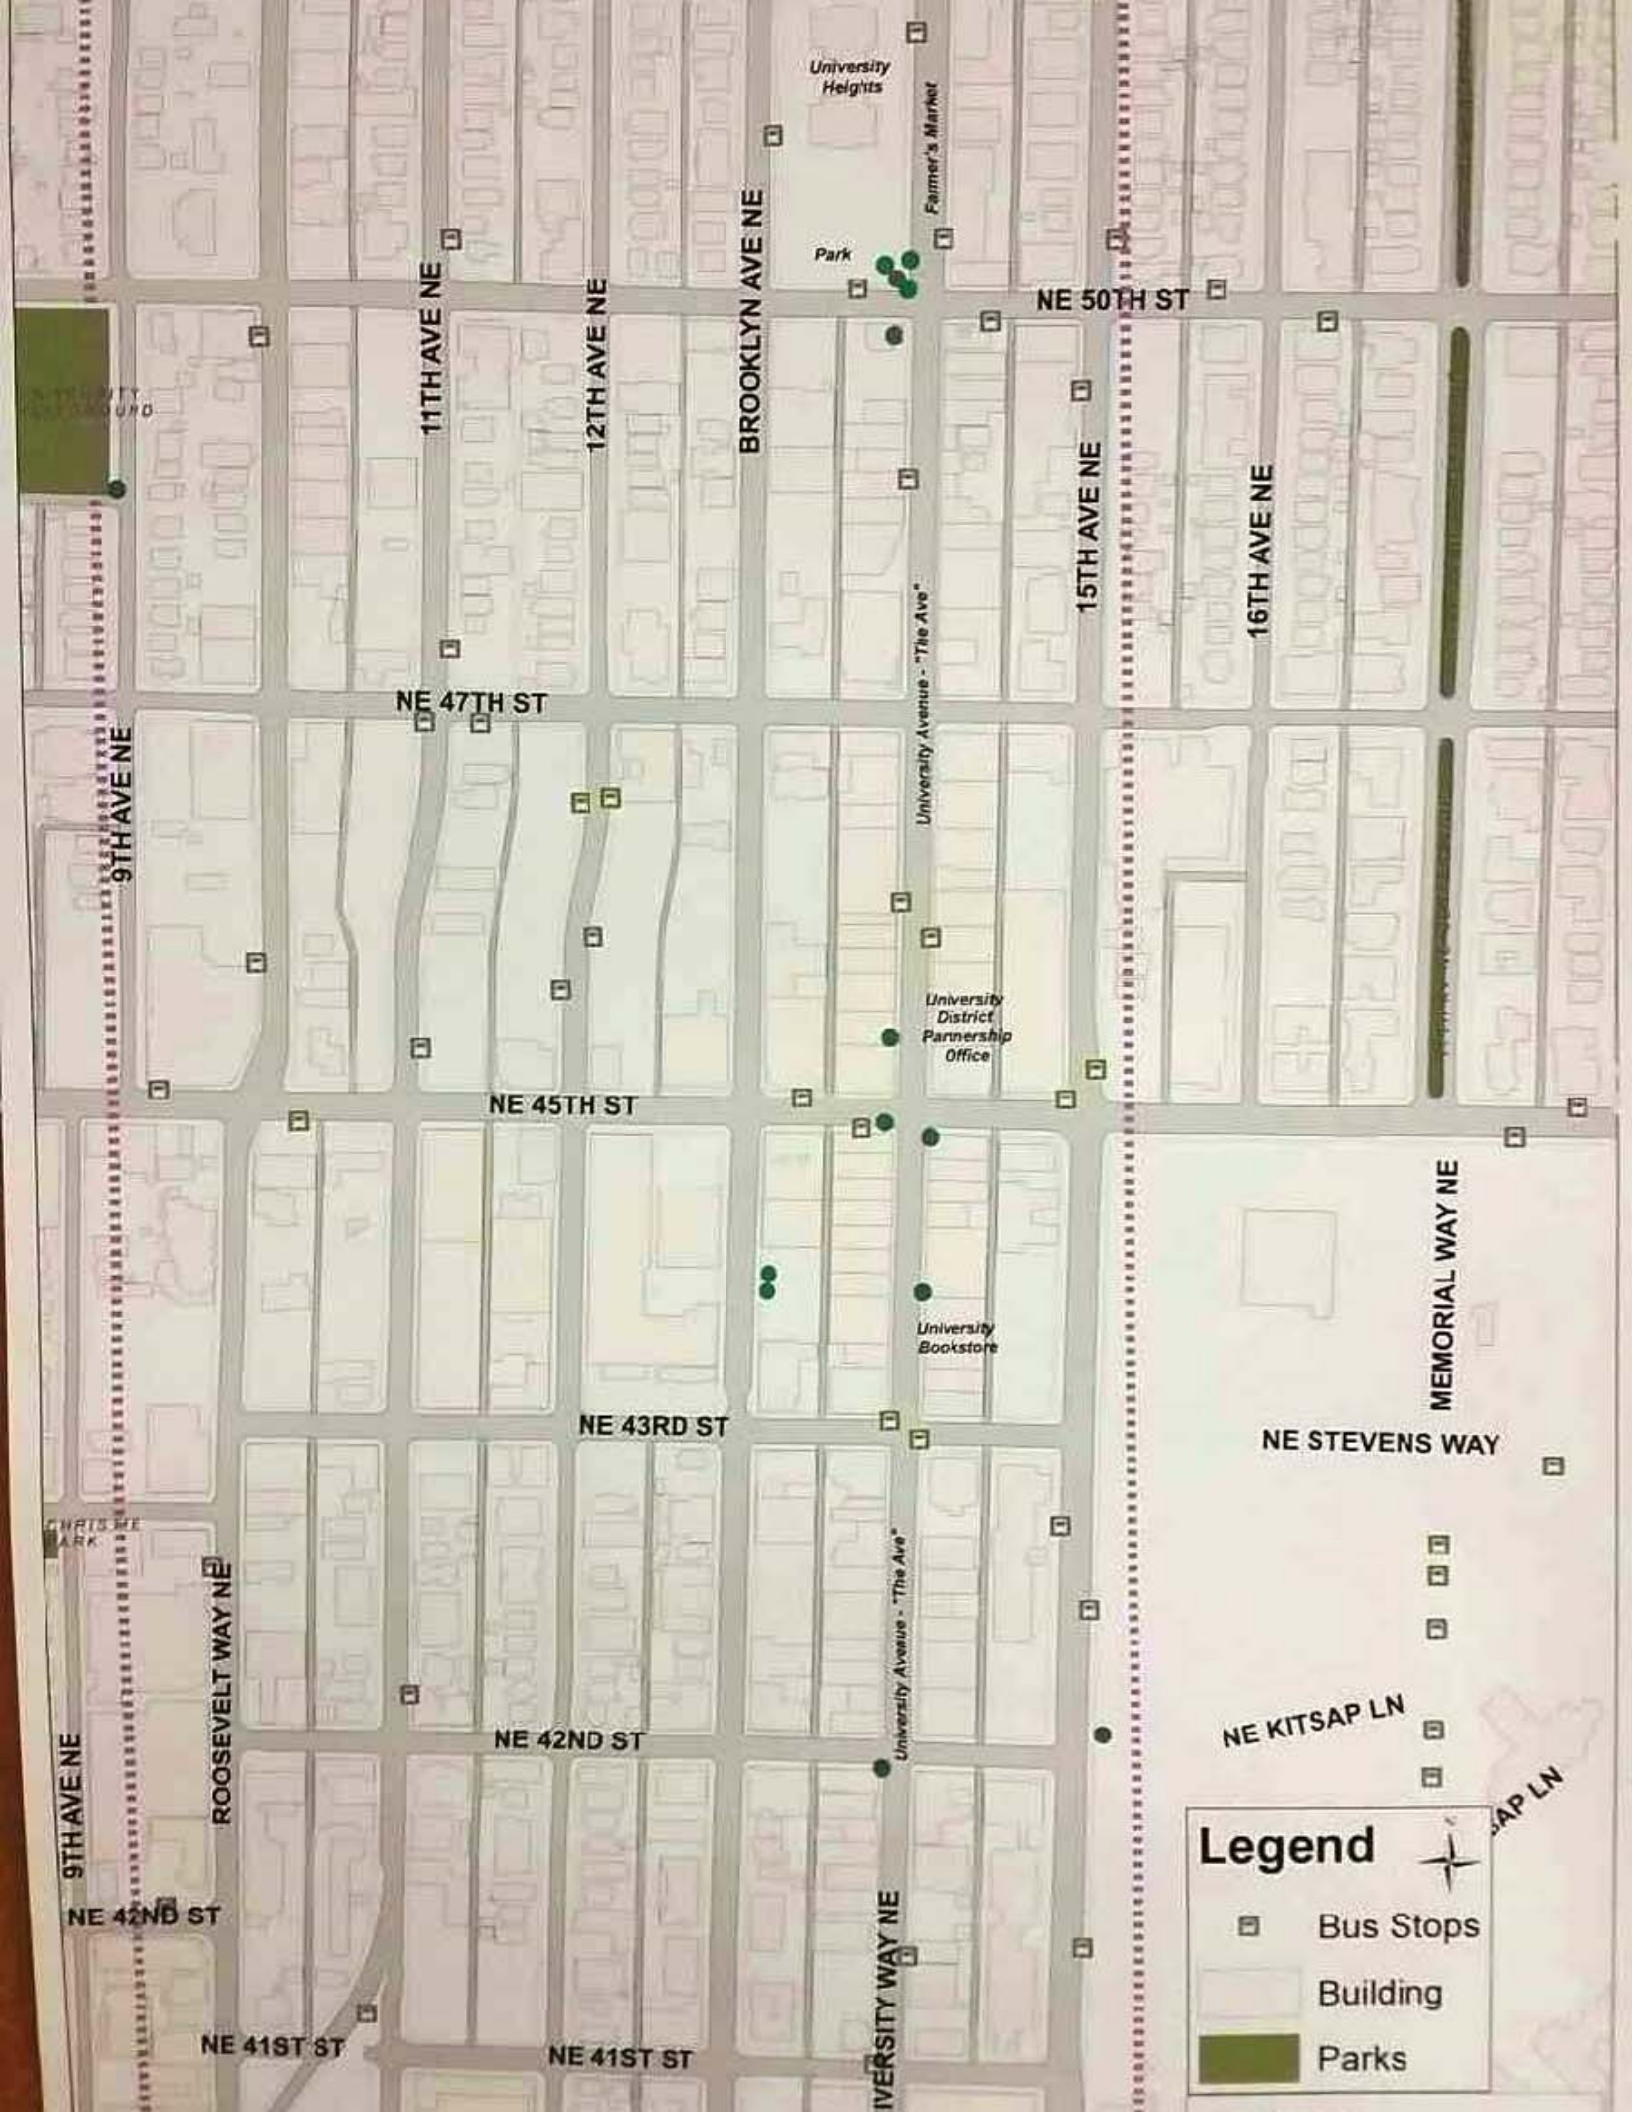 University
Heights
Farmer's Market
BROOKLYN AVE NE
Park
11TH AVE NE
12TH AVE NE
NE 50TH ST
15TH AVE NE
16TH AVE NE
University Avenue - "The Ave"
NE 47TH ST
9TH AVE NE
University
District
Parnership
Office
NE 45TH ST
MEMORIAL WAY NE
University
Bookstore
NE 43RD ST
NE STEVENS WAY
ROOSEVELT WAY NE
University Avenue - "The Ave"
NE KITSAP LN
NE 42ND ST
9TH AVE NE
SAP LN
Legend
NE 42ND ST
IVERSITY WAY NE
Bus Stops
Building
NE 41ST ST
NE 41ST ST
Parks